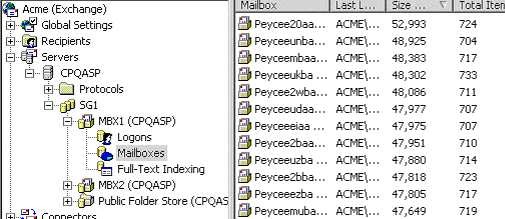 Acme (Exchange)
Global Settings
Recipients
Servers
CPQASP
Protocols
SG1
MBX1 (CPQASP)
Logons
Mailboxes
Full-Text Indexing
MBX2 (CPQASP)
Public Folder Store (CPQASP)
Connectors
Mailbox Last L... Size ... Total Iten
Peycee20aa... ACME\... 52,993 724
Peyceeunba... ACME\... 48,925 704
Peyceembaa... ACME\... 48,383 717
Peyceeukba ... ACME\... 48,302 733
Peycee2wba... ACME\... 48,086 711
Peyceeudaa... ACME\... 47,977 707
Peyceeeiaa ... ACME\... 47,975 707
Peycee2baa... ACME\... 47,951 710
Peyceeuzba ... ACME\... 47,880 714
Peycee2bba... ACME\... 47,818 723
Peyceeezba ... ACME\... 47,805 717
Peyceemuba... ACME\... 47,649 719